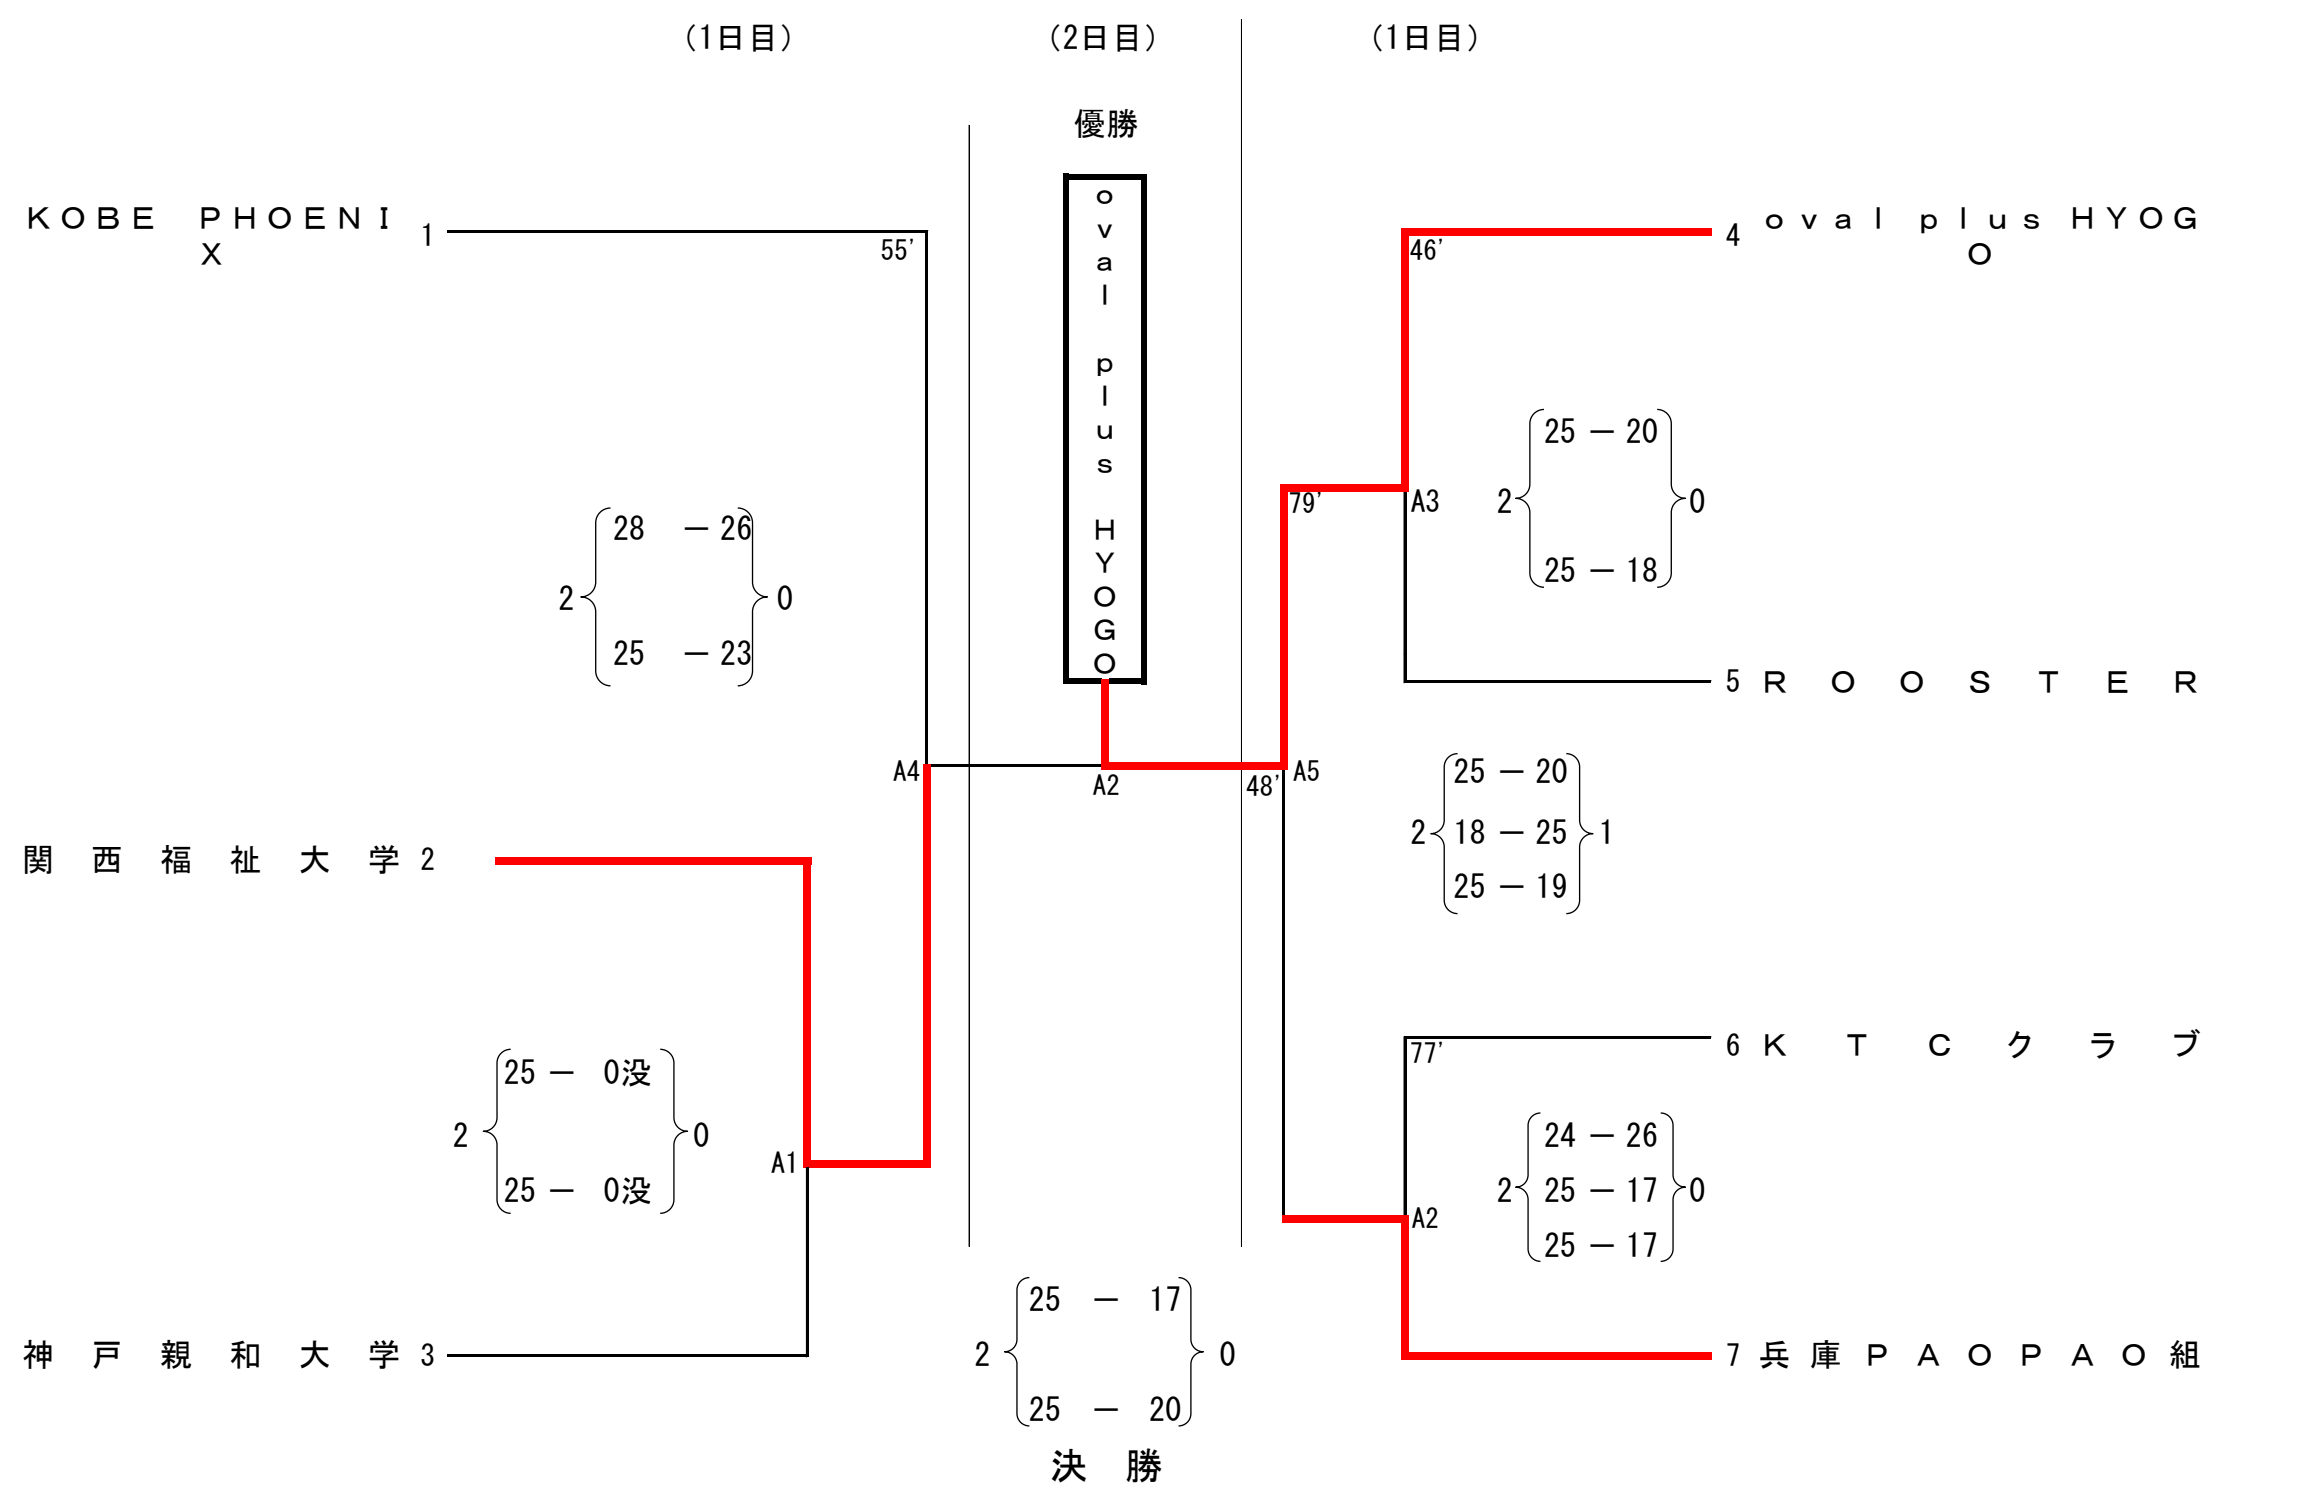 （1日目）
（2日目）
（1日目）
優勝
ｏｖａｌ　ｐｌｕｓ　ＨＹＯＧＯ
ＫＯＢＥ　ＰＨＯＥＮＩ
Ｘ
1
55'
28 － 26
2 0
25 － 23
A4
関西福祉大学 2
25 － 0没
2 0
25 － 0没
A1
神戸親和大学 3
A2
48'
25 － 17
2 0
25 － 20
決　勝
46'
4 ｏｖａｌ ｐｌｕｓ ＨＹＯＧ
Ｏ
25 － 20
79'
A3
2 0
25 － 18
5 ＲＯＯＳＴＥＲ
A5
25 － 20
2 18 － 25 1
25 － 19
77'
6 ＫＴＣクラブ
24 － 26
2 25 － 17 0
25 － 17
A2
7 兵庫ＰＡＯＰＡＯ組